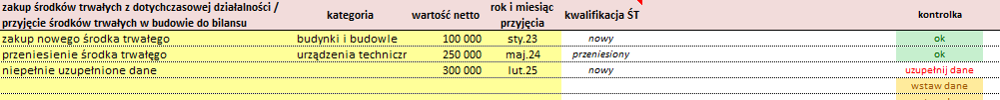 zakup środków trwałych z dotychczasowej działalności / przyjęcie środków trwałych w budowie do bilansu kategoria wartość netto rok i miesiąc przyjęcia kwalifikacja ŚT kontrolka
zakup nowego środka trwałego budynki i budowle 100 000 sty.23 nowy ok
przeniesienie środka trwałęgo urządzenia techniczr 250 000 maj.24 przeniesiony ok
niepełnie uzupełnione dane 300 000 lut.25 nowy uzupełnij dane
wstaw dane